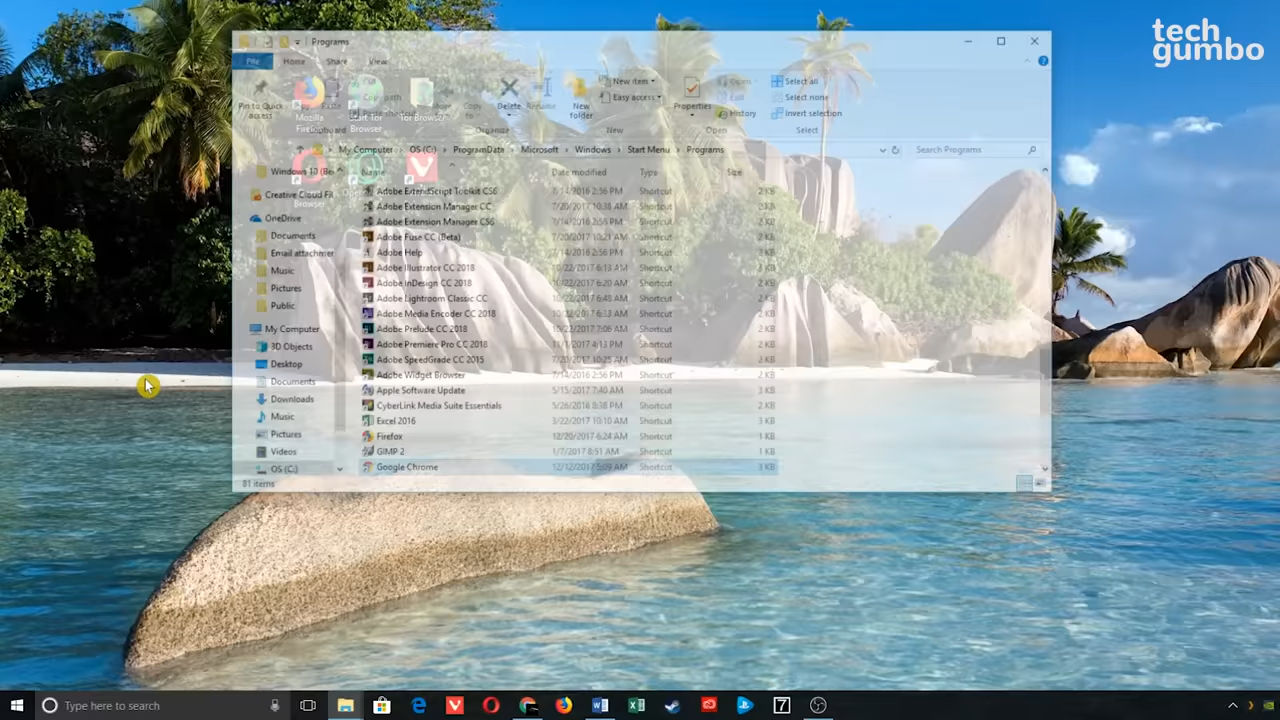 tech
gumbo
Programs
File Home Share View
Pin to Quick
access
Mozilla
Firefox
Start Tor
Browser
Tor Browser
Copy
Delete
Rename
New
folder
New item
Easy access
Properties
Open
Edit
History
Select all
Select none
Invert selection
Organize New Open Select
My Computer OS (C:) ProgramData Microsoft Windows Start Menu Programs
Search Programs
Browser
Name Date modified Type Size
Windows 10 (Be
Creative Cloud Fil
OneDrive
Documents
Email attachmer
Music
Pictures
Public
My Computer
3D Objects
Desktop
Documents
Downloads
Music
Pictures
Videos
OS (C:)
Adobe ExtendScript Toolkit CS6 7/14/2016 2:56 PM Shortcut 2 KB
Adobe Extension Manager CC 7/20/2017 10:38 AM Shortcut 2 KB
Adobe Extension Manager CS6 7/14/2016 2:56 PM Shortcut 2 KB
Adobe Fuse CC (Beta) 7/20/2017 10:21 AM Shortcut 2 KB
Adobe Help 7/14/2016 2:56 PM Shortcut 3 KB
Adobe Illustrator CC 2018 10/22/2017 6:13 AM Shortcut 3 KB
Adobe InDesign CC 2018 10/22/2017 6:20 AM Shortcut 3 KB
Adobe Lightroom Classic CC 10/22/2017 6:48 AM Shortcut 2 KB
Adobe Media Encoder CC 2018 10/22/2017 6:33 AM Shortcut 2 KB
Adobe Prelude CC 2018 10/22/2017 7:06 AM Shortcut 2 KB
Adobe Premiere Pro CC 2018 11/1/2017 4:13 PM Shortcut 2 KB
Adobe SpeedGrade CC 2015 7/20/2017 10:25 AM Shortcut 2 KB
Adobe Widget Browser 7/14/2016 2:56 PM Shortcut 2 KB
Apple Software Update 5/15/2017 7:40 AM Shortcut 3 KB
CyberLink Media Suite Essentials 5/26/2016 8:38 PM Shortcut 2 KB
Excel 2016 3/22/2017 10:10 AM Shortcut 3 KB
Firefox 12/20/2017 6:24 AM Shortcut 1 KB
GIMP 2 1/7/2017 8:51 AM Shortcut 1 KB
Google Chrome 12/12/2017 5:09 AM Shortcut 3 KB
81 items
Type here to search